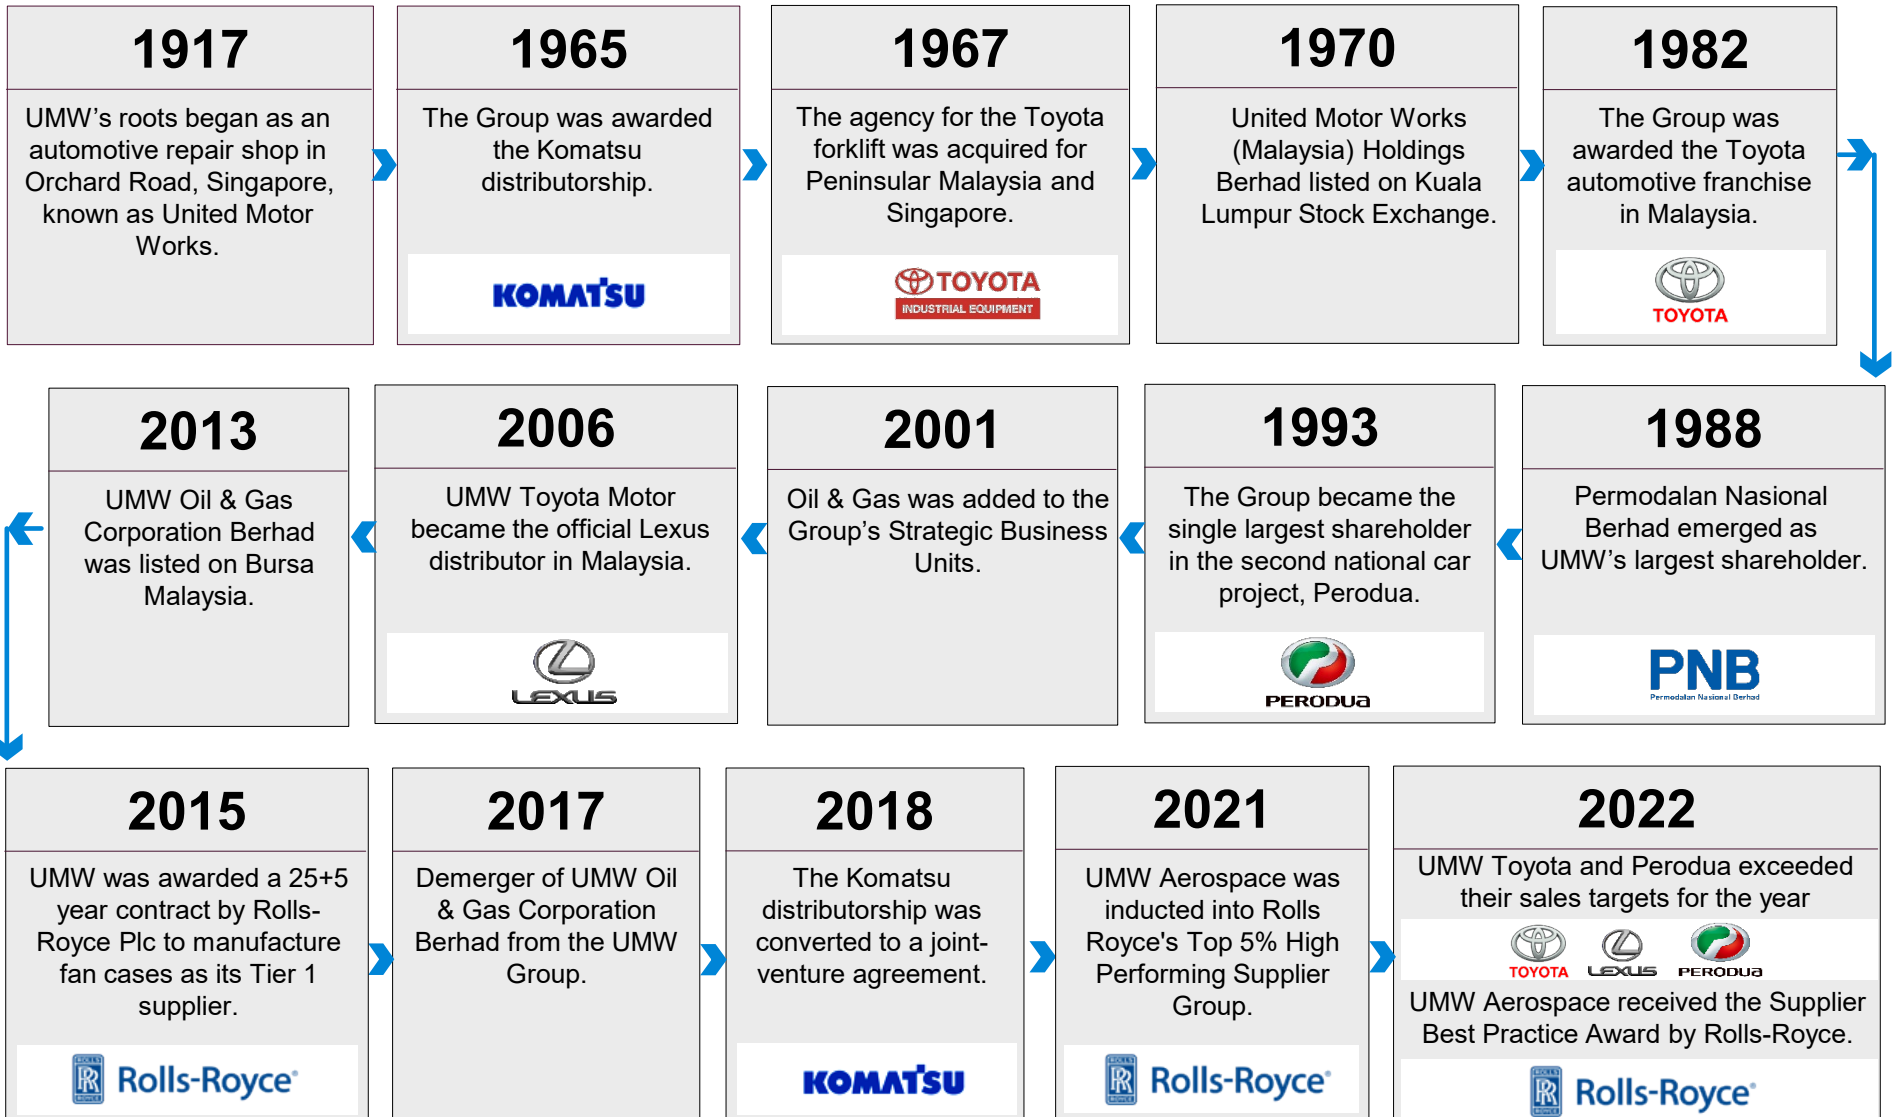 1917
UMW's roots began as an
automotive repair shop in
Orchard Road, Singapore,
known as United Motor
Works.
1965
The Group was awarded
the Komatsu
distributorship.
KOMATSU
1967
The agency for the Toyota
forklift was acquired for
Peninsular Malaysia and
Singapore.
TOYOTA
INDUSTRIAL EQUIPMENT
1970
United Motor Works
(Malaysia) Holdings
Berhad listed on Kuala
Lumpur Stock Exchange.
1982
The Group was
awarded the Toyota
automotive franchise
in Malaysia.
TOYOTA
1988
Permodalan Nasional
Berhad emerged as
UMW's largest shareholder.
PNB
Permodalan Nasional Berhad
1993
The Group became the
single largest shareholder
in the second national car
project, Perodua.
PERODUA
2001
Oil & Gas was added to the
Group's Strategic Business
Units.
2006
UMW Toyota Motor
became the official Lexus
distributor in Malaysia.
LEXUS
2013
UMW Oil & Gas
Corporation Berhad
was listed on Bursa
Malaysia.
2015
UMW was awarded a 25+5
year contract by Rolls-
Royce Plc to manufacture
fan cases as its Tier 1
supplier.
ROLLS
RR
ROYCE
Rolls-Royce
2017
Demerger of UMW Oil
& Gas Corporation
Berhad from the UMW
Group.
2018
The Komatsu
distributorship was
converted to a joint-
venture agreement.
KOMATSU
2021
UMW Aerospace was
inducted into Rolls
Royce's Top 5% High
Performing Supplier
Group.
ROLLS
RR
ROYCE
Rolls-Royce
2022
UMW Toyota and Perodua exceeded
their sales targets for the year
TOYOTA LEXUS PERODUA
UMW Aerospace received the Supplier
Best Practice Award by Rolls-Royce.
ROLLS
RR
ROYCE
Rolls-Royce